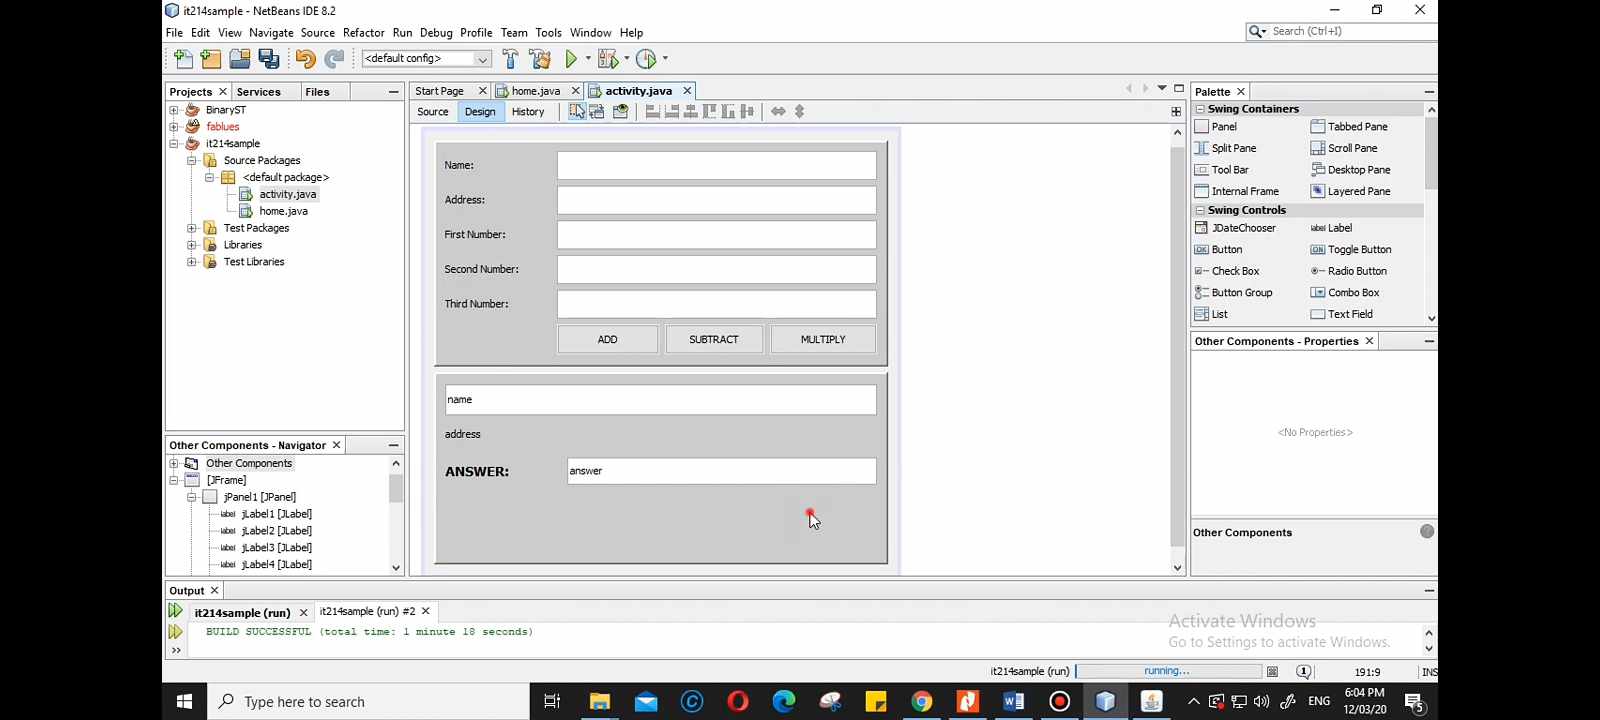 it214sample - NetBeans IDE 8.2
File Edit View Navigate Source Refactor Run Debug Profile Team Tools Window Help
Search (Ctrl+I)
<default config>
Projects Services Files
Start Page home.java activity.java
Palette
Source Design History
BinaryST
fablues
it214sample
Source Packages
<default package>
activity.java
home.java
Test Packages
Libraries
Test Libraries
Name:
Address:
First Number:
Second Number:
Third Number:
ADD SUBTRACT MULTIPLY
name
address
ANSWER: answer
Swing Containers
Panel Tabbed Pane
Split Pane Scroll Pane
Tool Bar Desktop Pane
Internal Frame Layered Pane
Swing Controls
JDateChooser label Label
OK Button ON Toggle Button
Check Box Radio Button
Button Group Combo Box
List Text Field
Other Components - Properties
<No Properties>
Other Components
Other Components - Navigator
Other Components
[JFrame]
jPanel1 [JPanel]
label jLabel1 [JLabel]
label jLabel2 [JLabel]
label jLabel3 [JLabel]
label jLabel4 [JLabel]
Output
it214sample (run) it214sample (run) #2
BUILD SUCCESSFUL (total time: 1 minute 18 seconds)
Activate Windows
Go to Settings to activate Windows.
it214sample (run) running... 1 191:9 INS
Type here to search
ENG
6:04 PM
12/03/20
5